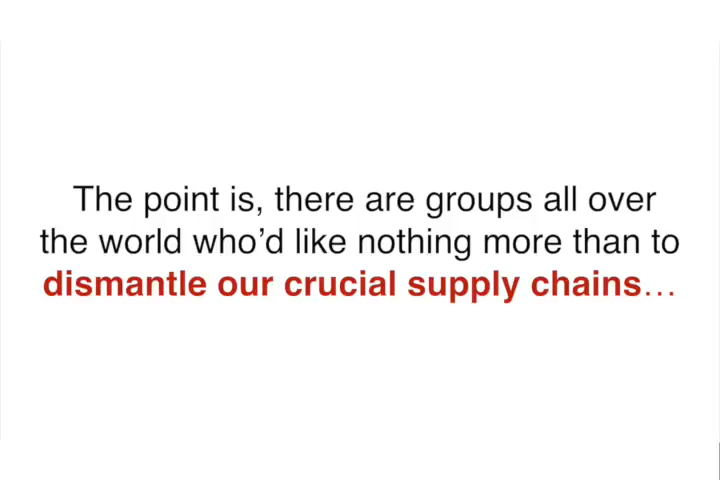 The point is, there are groups all over
the world who’d like nothing more than to
dismantle our crucial supply chains…